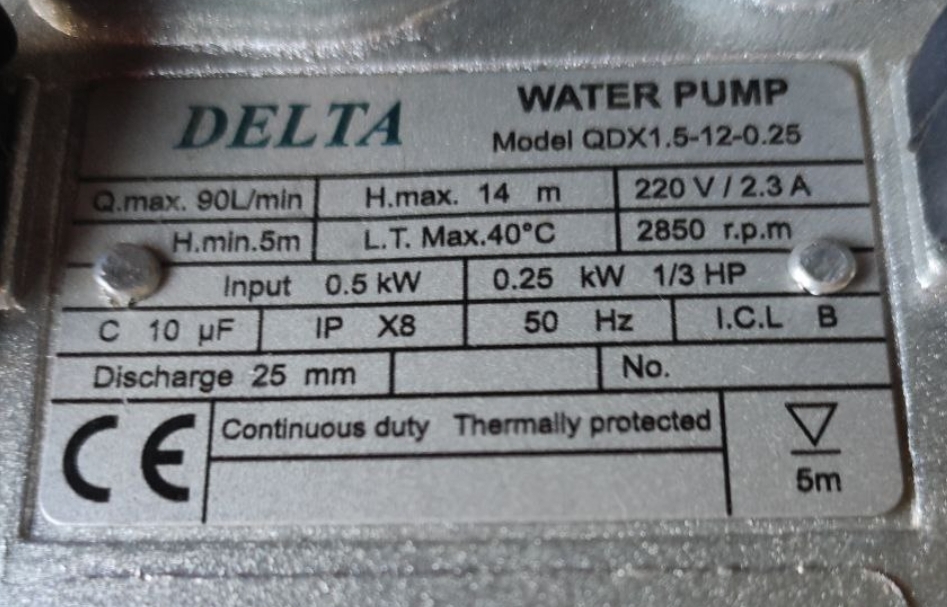 DELTA
WATER PUMP
Model QDX1.5-12-0.25
Q.max. 90L/min H.max. 14 m 220 V / 2.3 A
H.min.5m L.T. Max.40°C 2850 r.p.m
Input 0.5 kW 0.25 kW 1/3 HP
C 10 µF IP X8 50 Hz I.C.L B
Discharge 25 mm No.
CE Continuous duty Thermally protected
5m